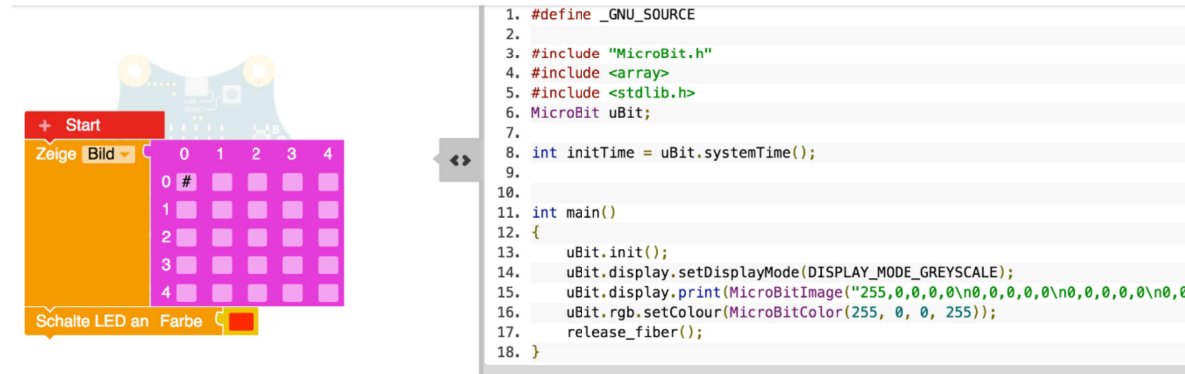 + Start
Zeige Bild 0 1 2 3 4
0 #
1
2
3
4
Schalte LED an Farbe
<>
1. #define _GNU_SOURCE
2.
3. #include "MicroBit.h"
4. #include <array>
5. #include <stdlib.h>
6. MicroBit uBit;
7.
8. int initTime = uBit.systemTime();
9.
10.
11. int main()
12. {
13. uBit.init();
14. uBit.display.setDisplayMode(DISPLAY_MODE_GREYSCALE);
15. uBit.display.print(MicroBitImage("255,0,0,0,0\n0,0,0,0,0\n0,0,0,0,0\n0,0
16. uBit.rgb.setColour(MicroBitColor(255, 0, 0, 255));
17. release_fiber();
18. }